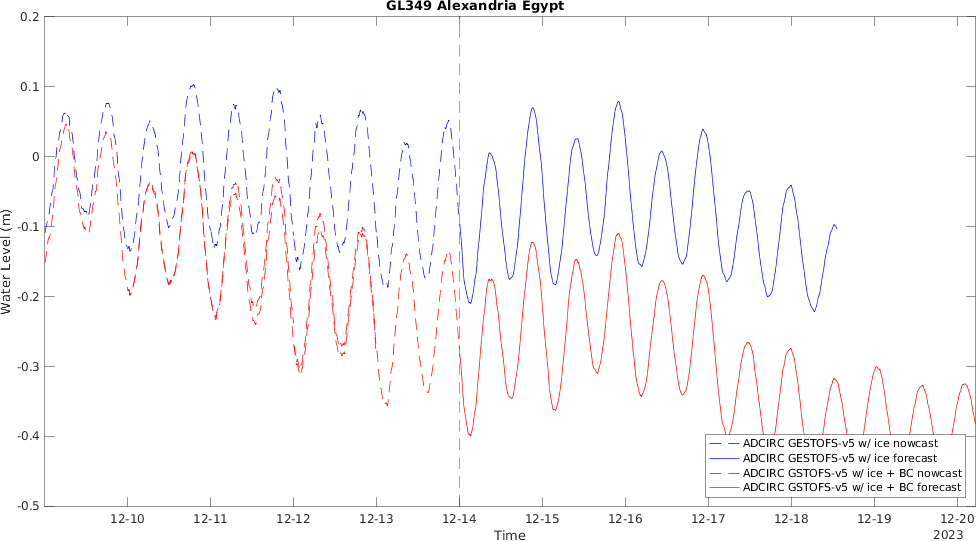 GL349 Alexandria Egypt
0.2
0.1
0
-0.1
-0.2
-0.3
-0.4
-0.5
Water Level (m)
12-10 12-11 12-12 12-13 12-14 12-15 12-16 12-17 12-18 12-19 12-20
Time
2023
ADCIRC GESTOFS-v5 w/ ice nowcast
ADCIRC GESTOFS-v5 w/ ice forecast
ADCIRC GSTOFS-v5 w/ ice + BC nowcast
ADCIRC GSTOFS-v5 w/ ice + BC forecast